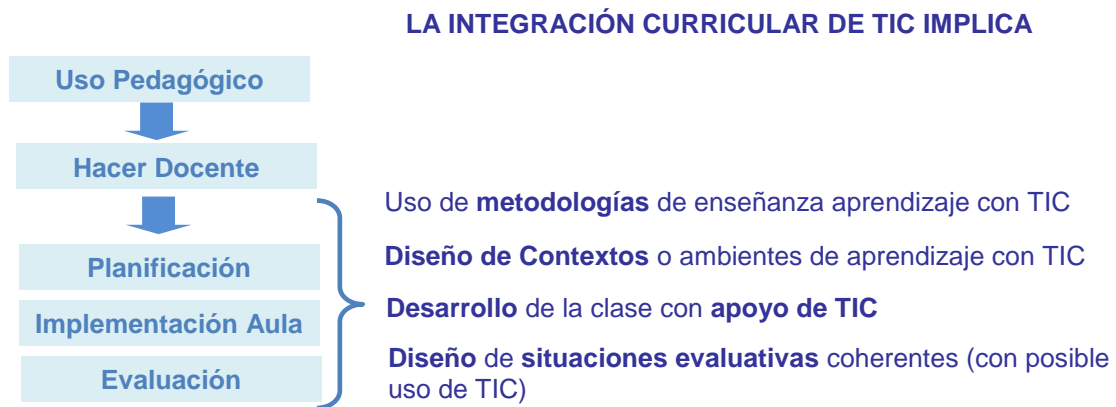 LA INTEGRACIÓN CURRICULAR DE TIC IMPLICA
Uso Pedagógico
Hacer Docente
Planificación
Implementación Aula
Evaluación
Uso de metodologías de enseñanza aprendizaje con TIC
Diseño de Contextos o ambientes de aprendizaje con TIC
Desarrollo de la clase con apoyo de TIC
Diseño de situaciones evaluativas coherentes (con posible
uso de TIC)